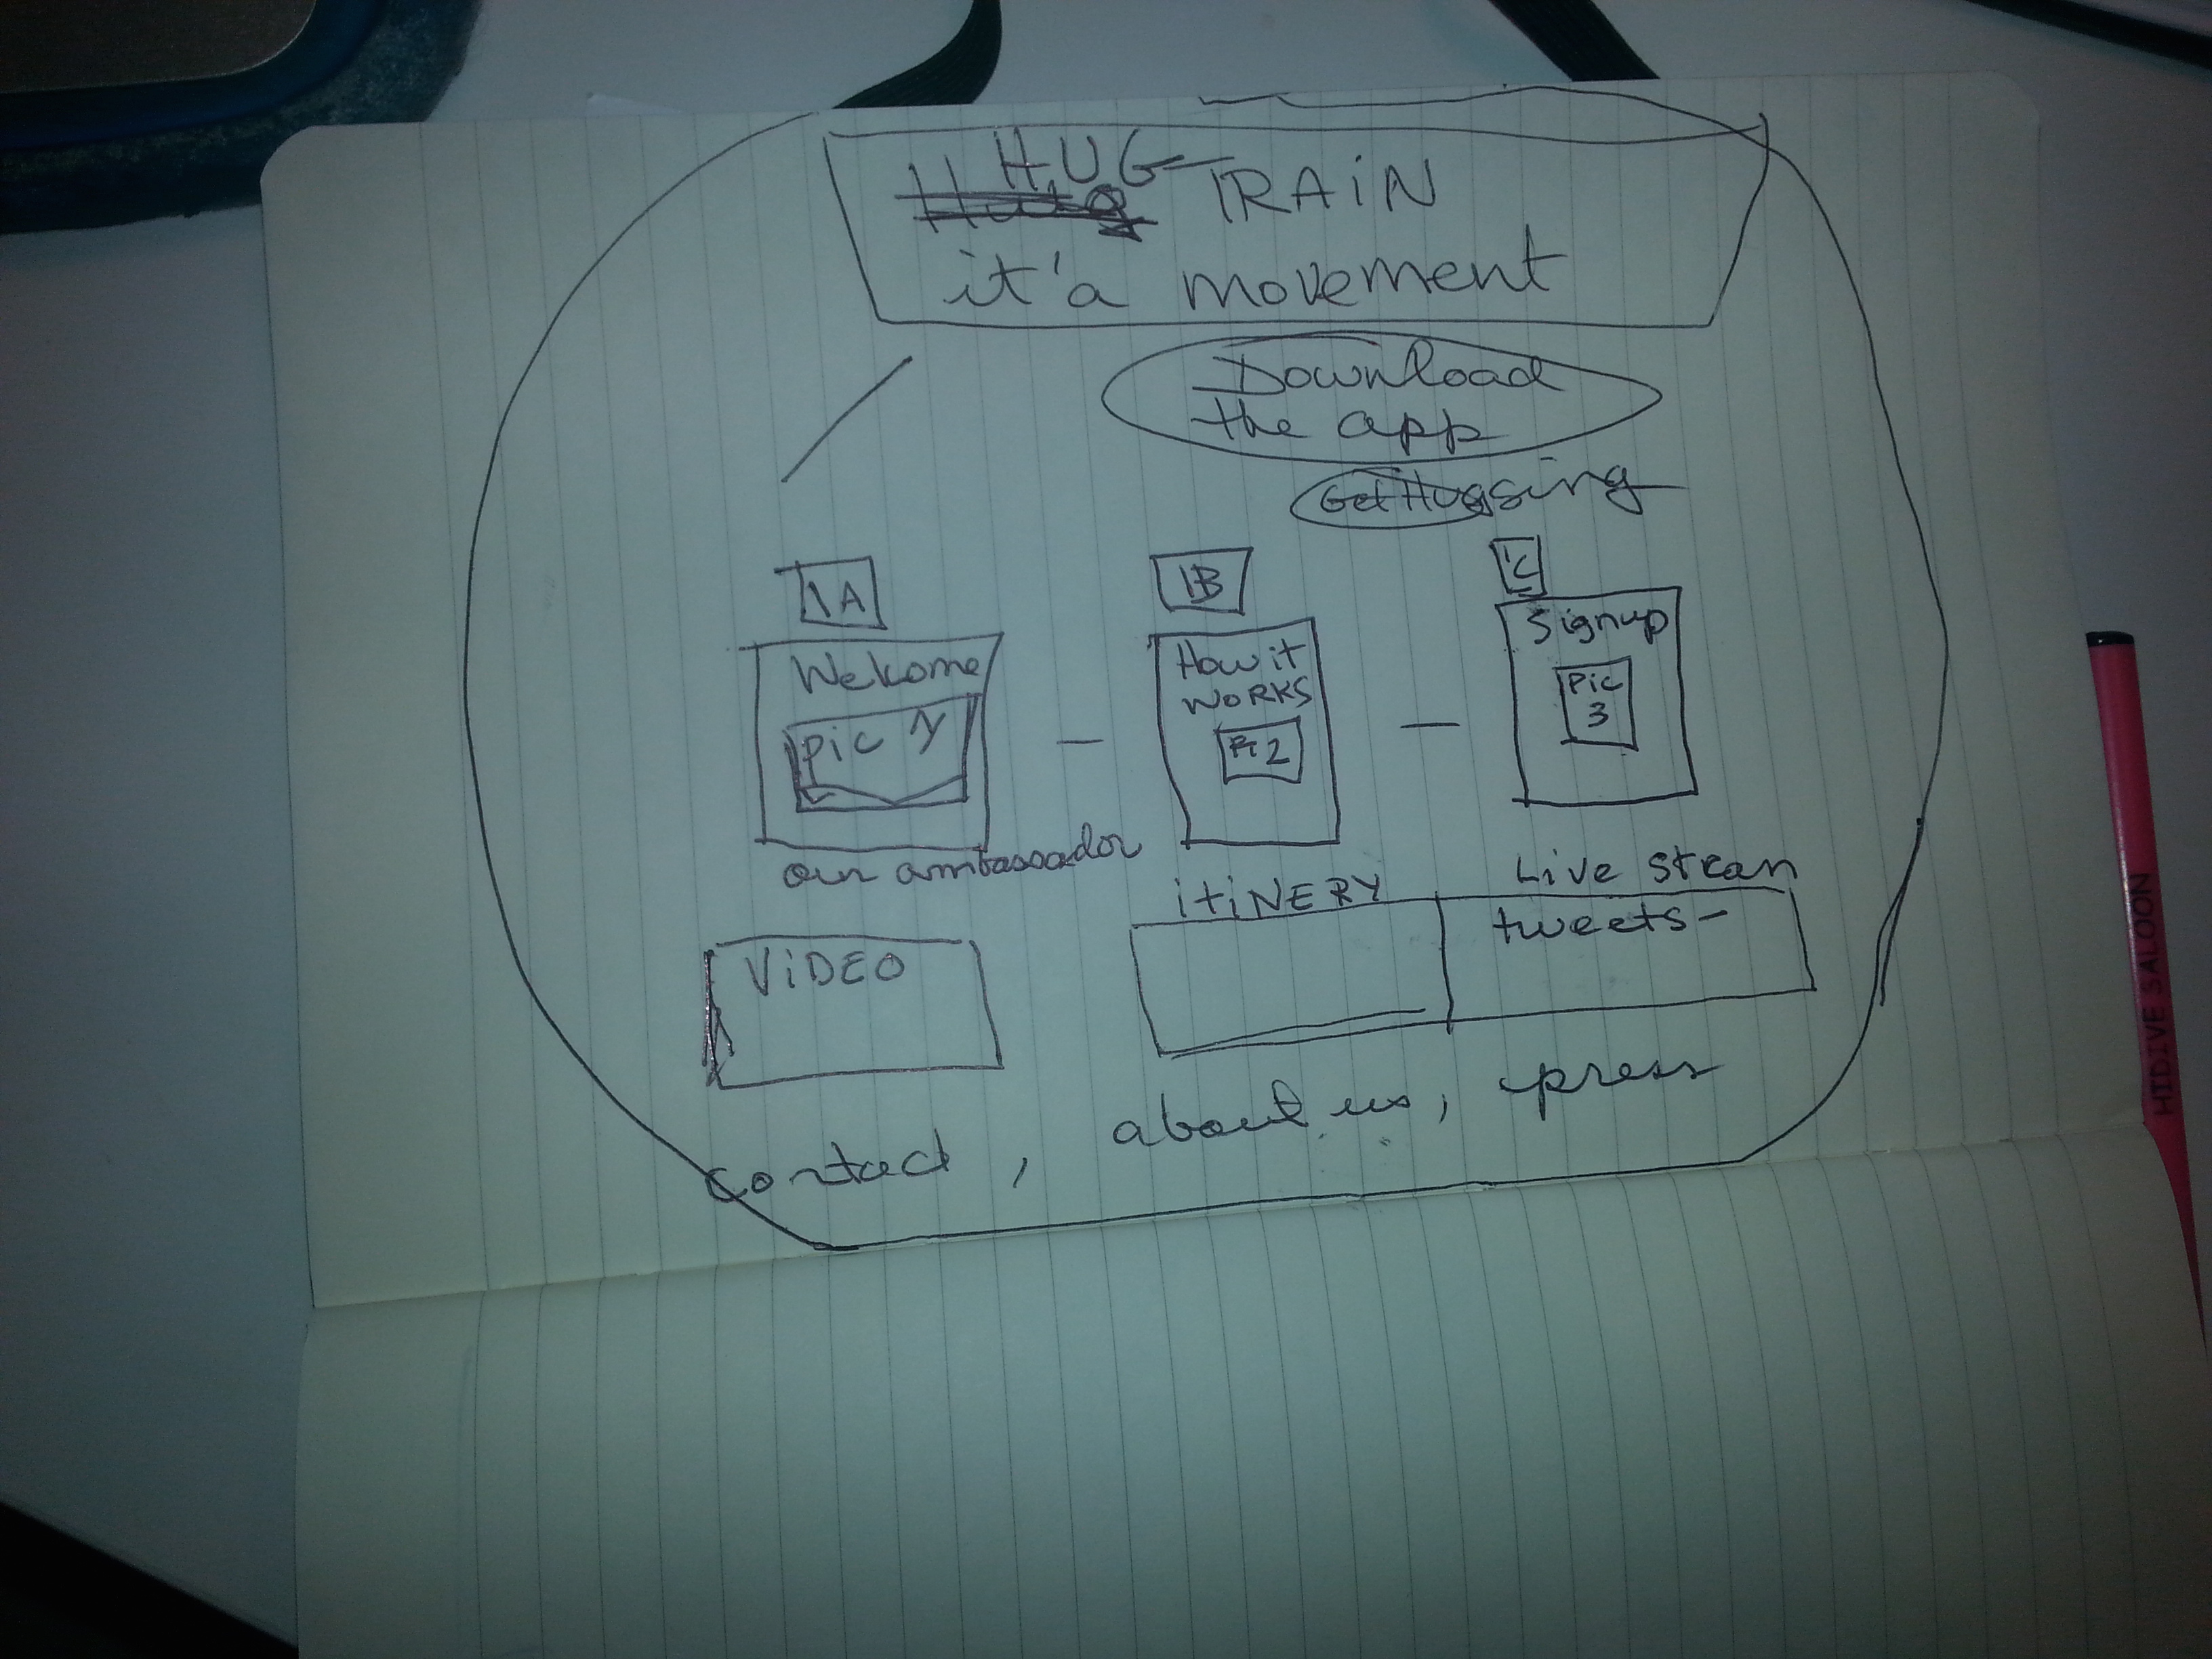 HUG TRAIN
Hug
it'a movement
Download
the app
Get Hugging
1A
1B
1C
Welcome
pic 1
How it
WORKS
2
Signup
Pic
3
our ambassador
itiNERY
Live Stream
ViDEO
tweets-
contact, about us, press
HIDIVE SALOON